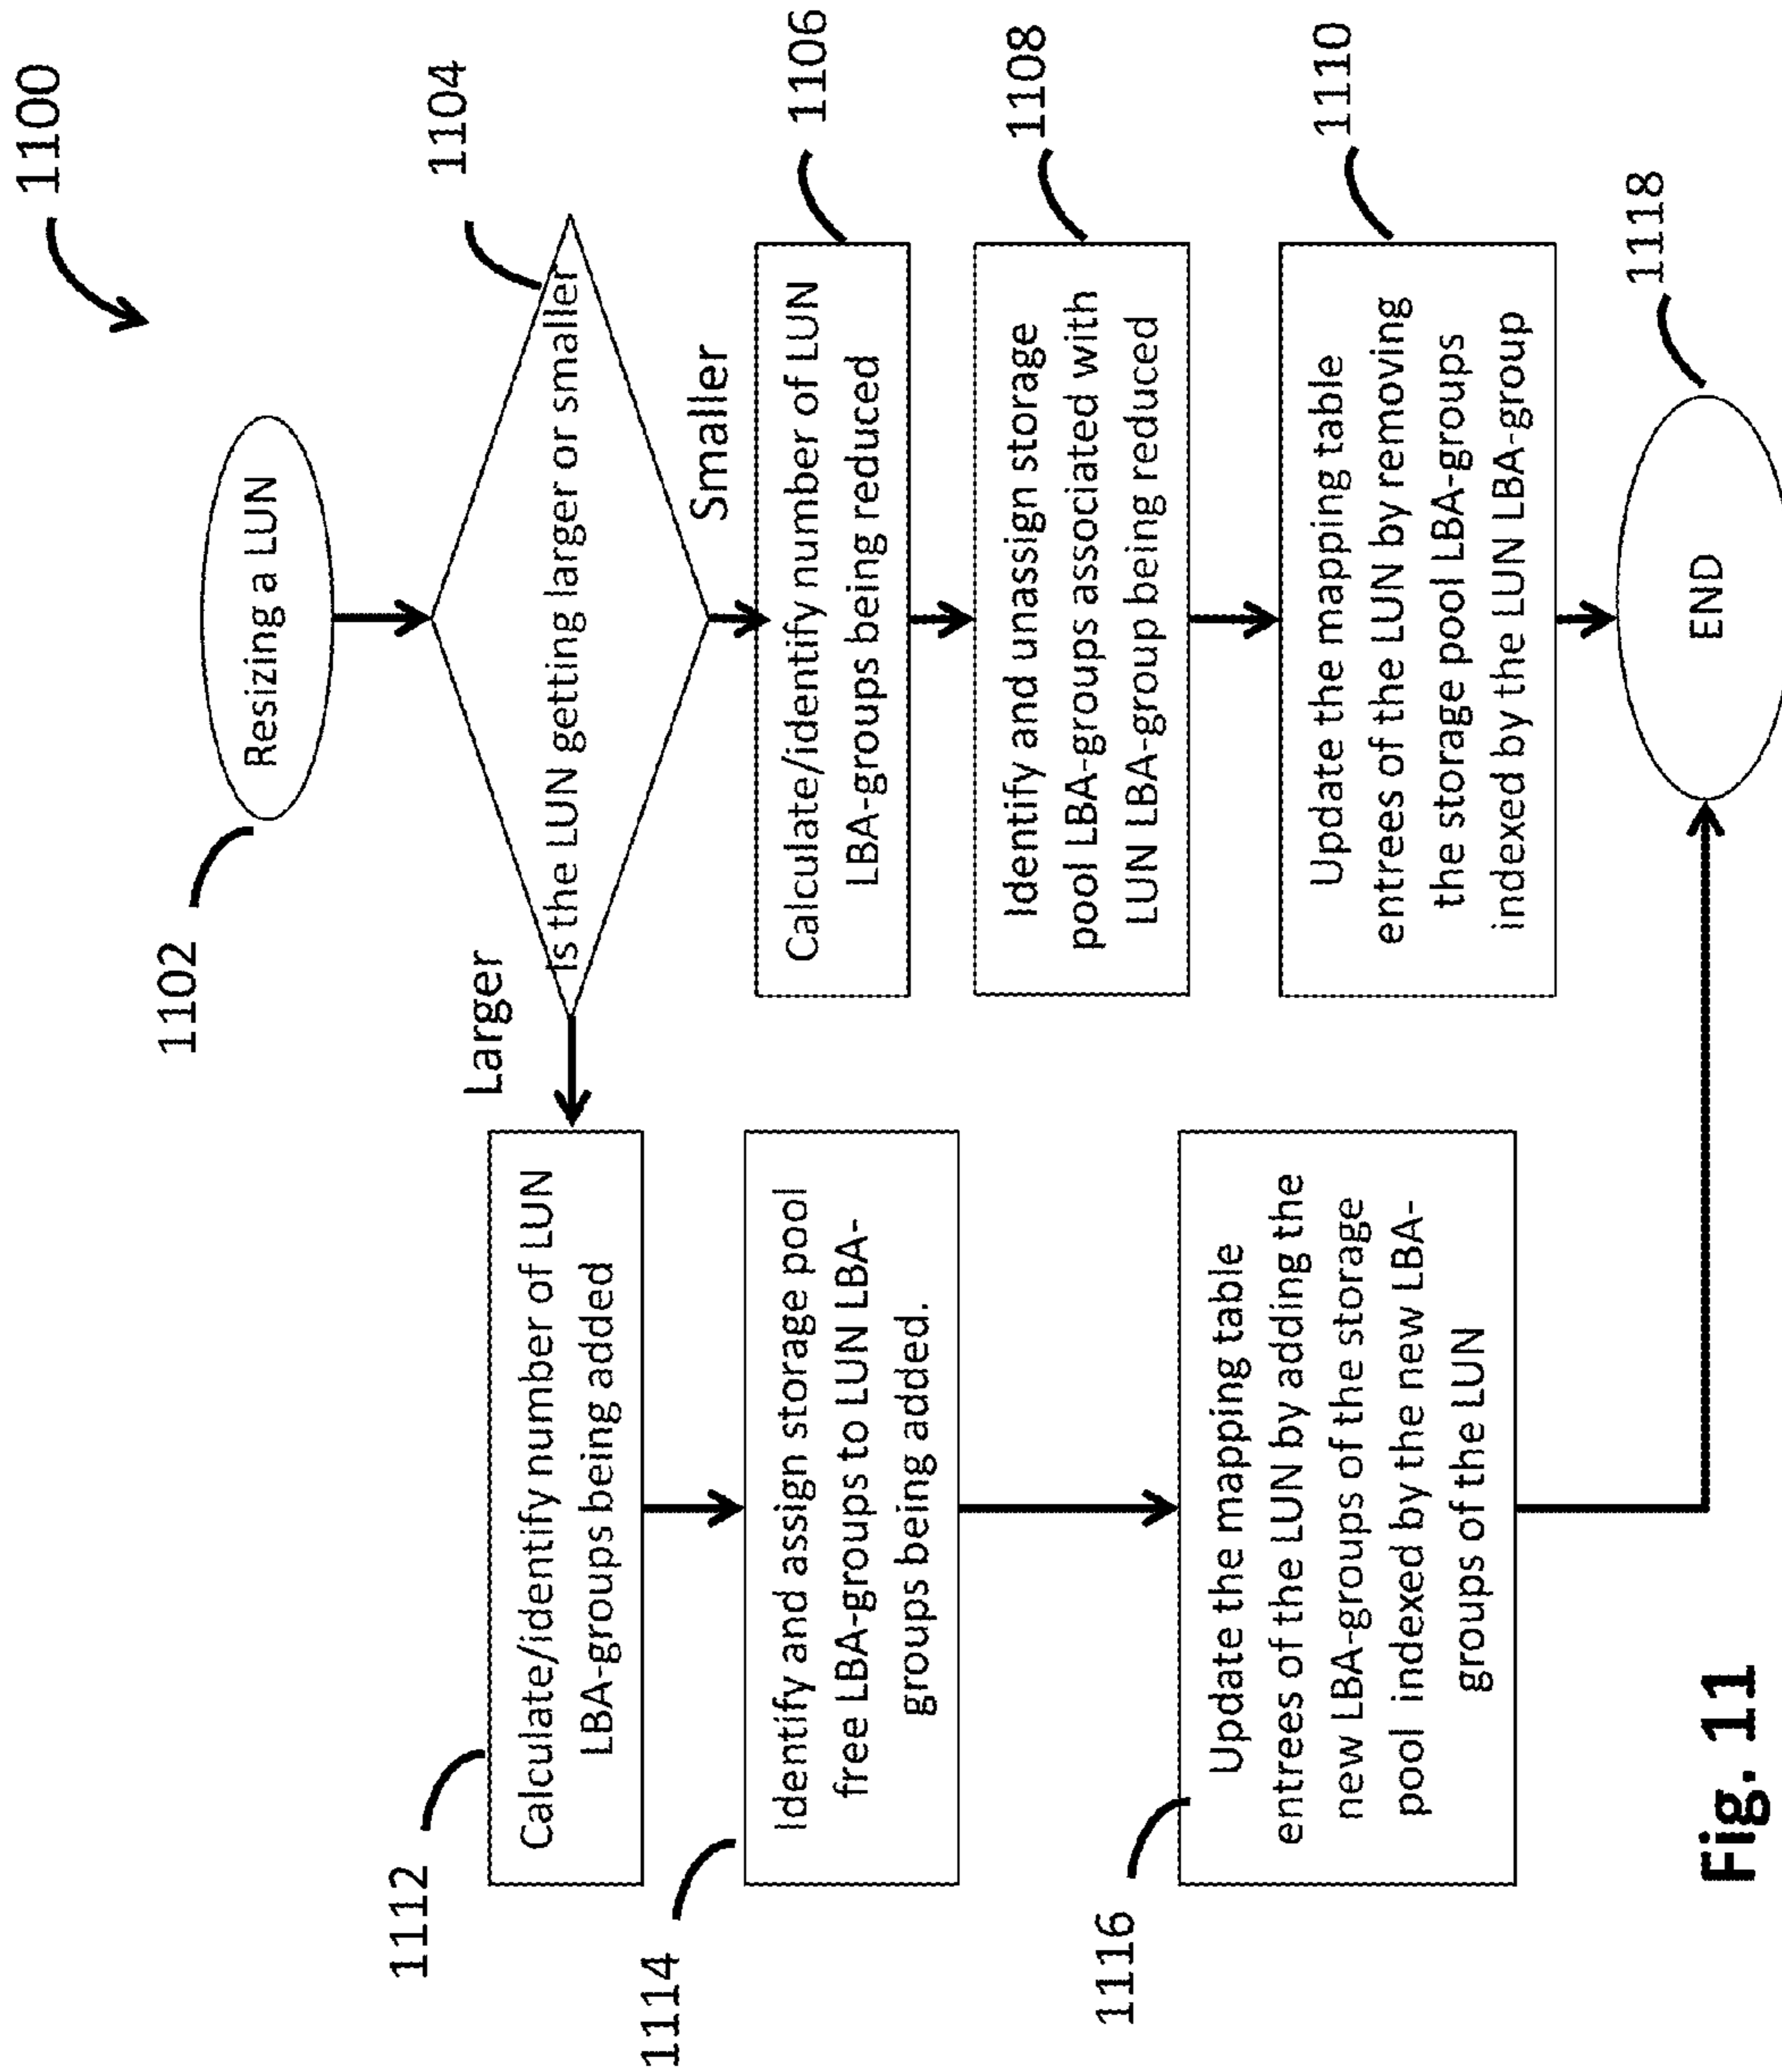 1100
1102
Resizing a LUN
1104
Is the LUN getting larger or smaller
Larger
Smaller
1112
Calculate/identify number of LUN
LBA-groups being added
1114
Identify and assign storage pool
free LBA-groups to LUN LBA-
groups being added.
1116
Update the mapping table
entrees of the LUN by adding the
new LBA-groups of the storage
pool indexed by the new LBA-
groups of the LUN
1106
Calculate/identify number of LUN
LBA-groups being reduced
1108
Identify and unassign storage
pool LBA-groups associated with
LUN LBA-group being reduced
1110
Update the mapping table
entrees of the LUN by removing
the storage pool LBA-groups
indexed by the LUN LBA-group
1118
END
Fig. 11